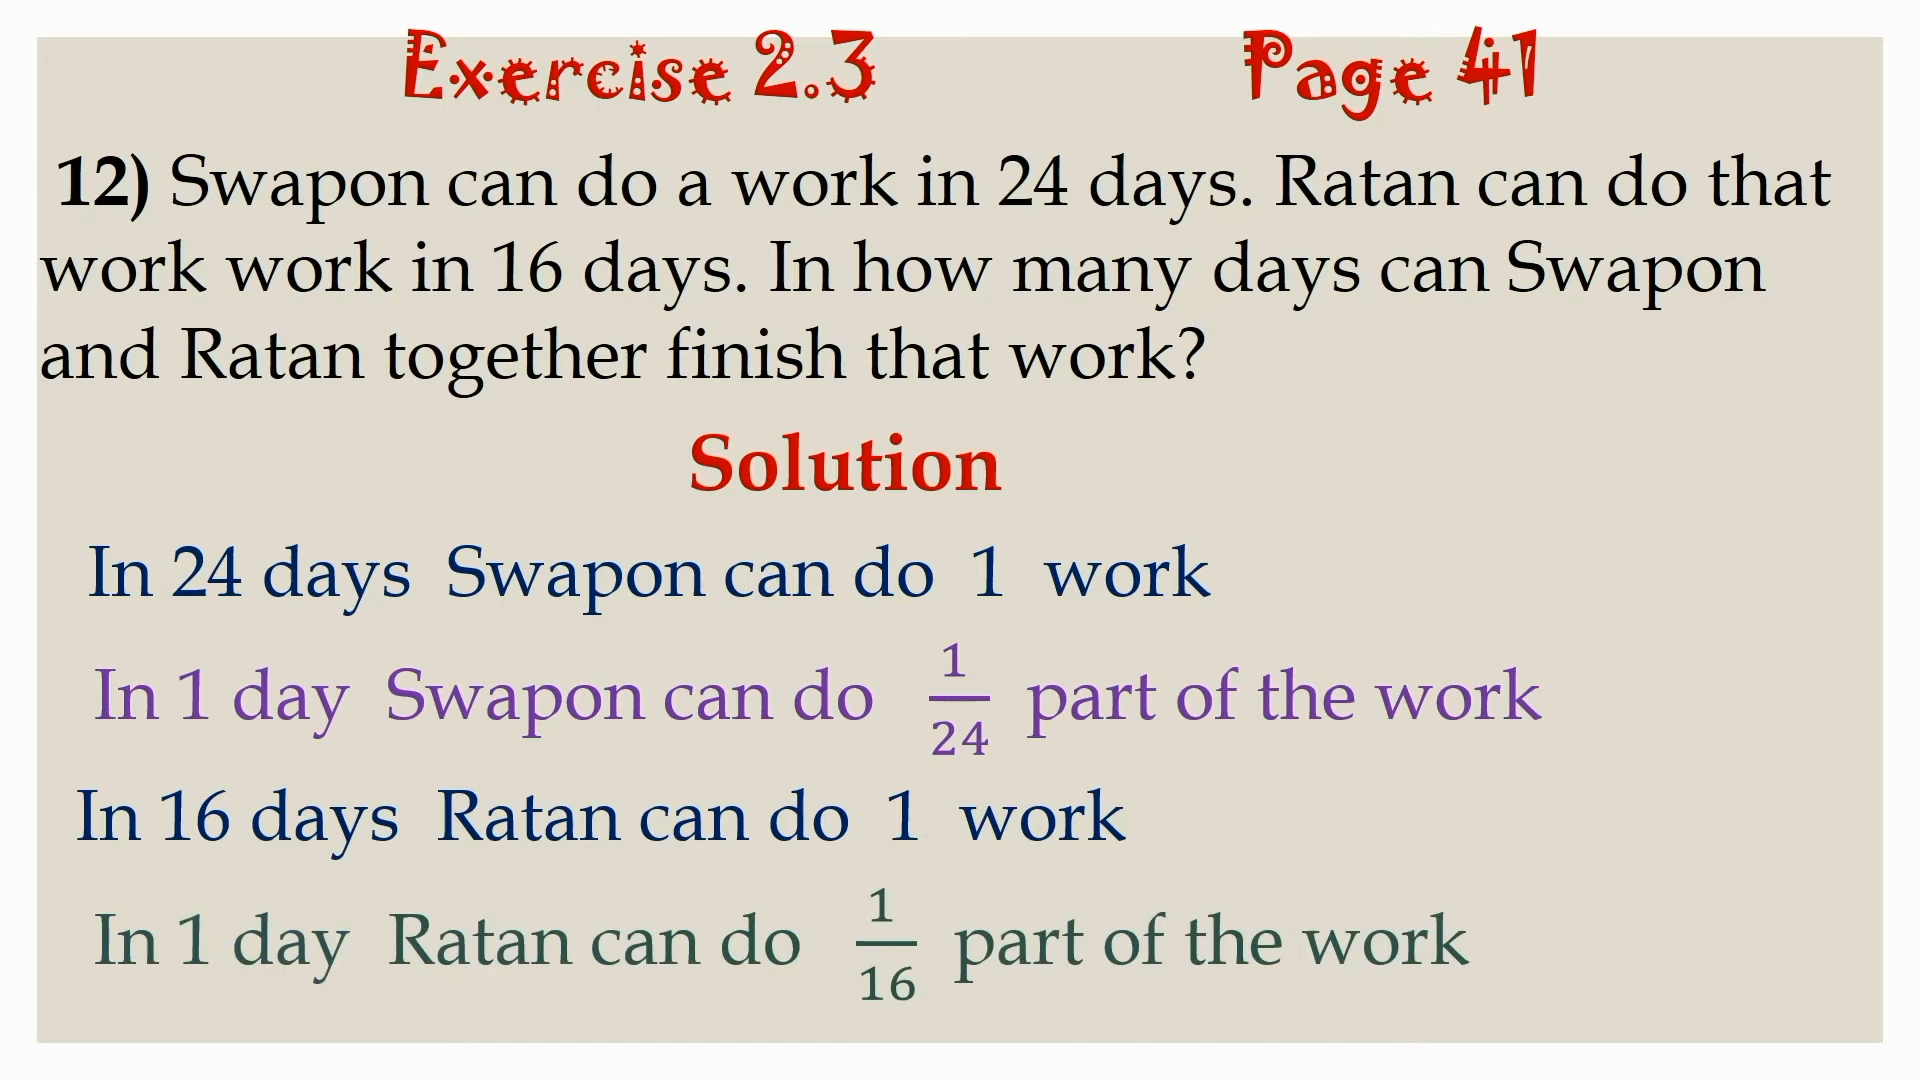 Exercise 2.3 Page 41
12) Swapon can do a work in 24 days. Ratan can do that
work work in 16 days. In how many days can Swapon
and Ratan together finish that work?
Solution
In 24 days Swapon can do 1 work
In 1 day Swapon can do 1/24 part of the work
In 16 days Ratan can do 1 work
In 1 day Ratan can do 1/16 part of the work